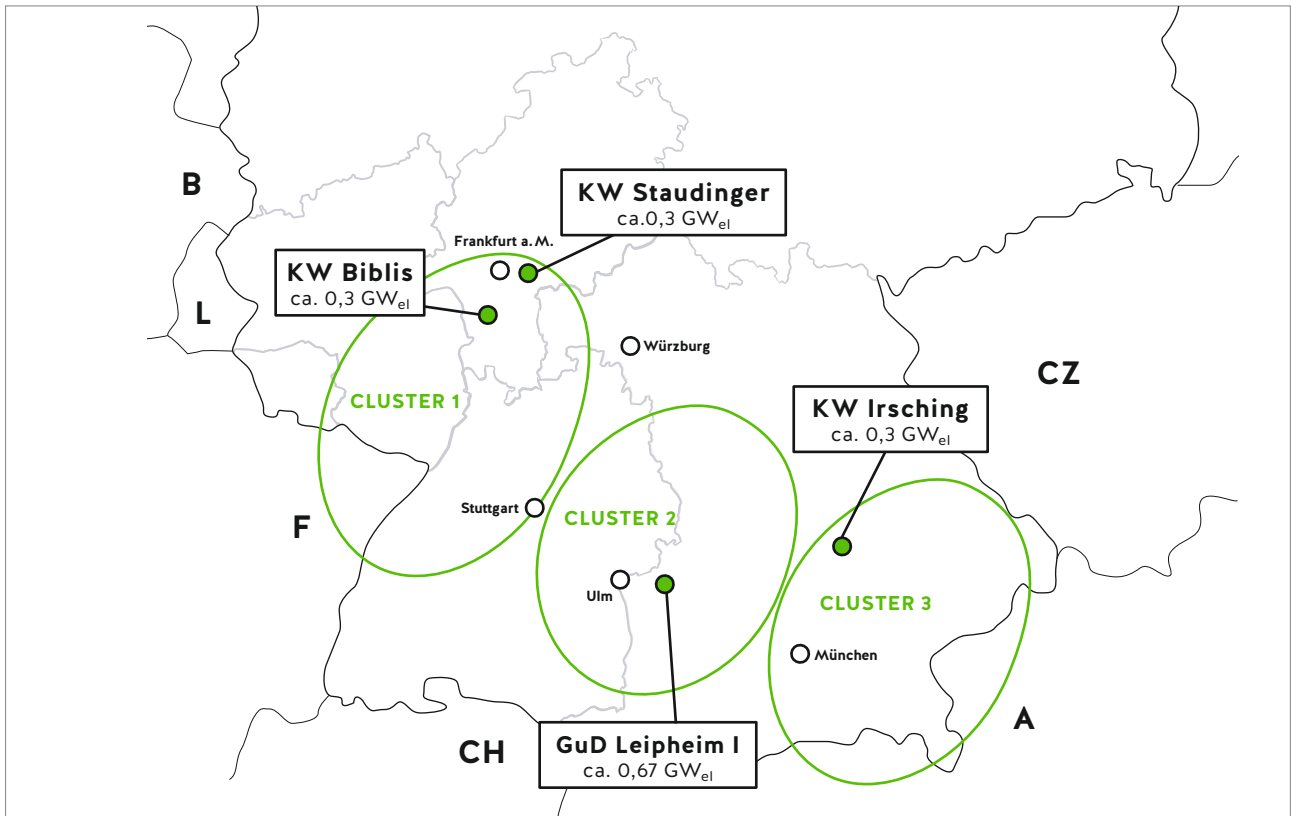 B
KW Staudinger
ca.0,3 GWel
Frankfurt a. M.
KW Biblis
ca. 0,3 GWel
L
Würzburg
CZ
CLUSTER 1
KW Irsching
ca. 0,3 GWel
Stuttgart
CLUSTER 2
F
Ulm
CLUSTER 3
München
A
CH
GuD Leipheim I
ca. 0,67 GWel